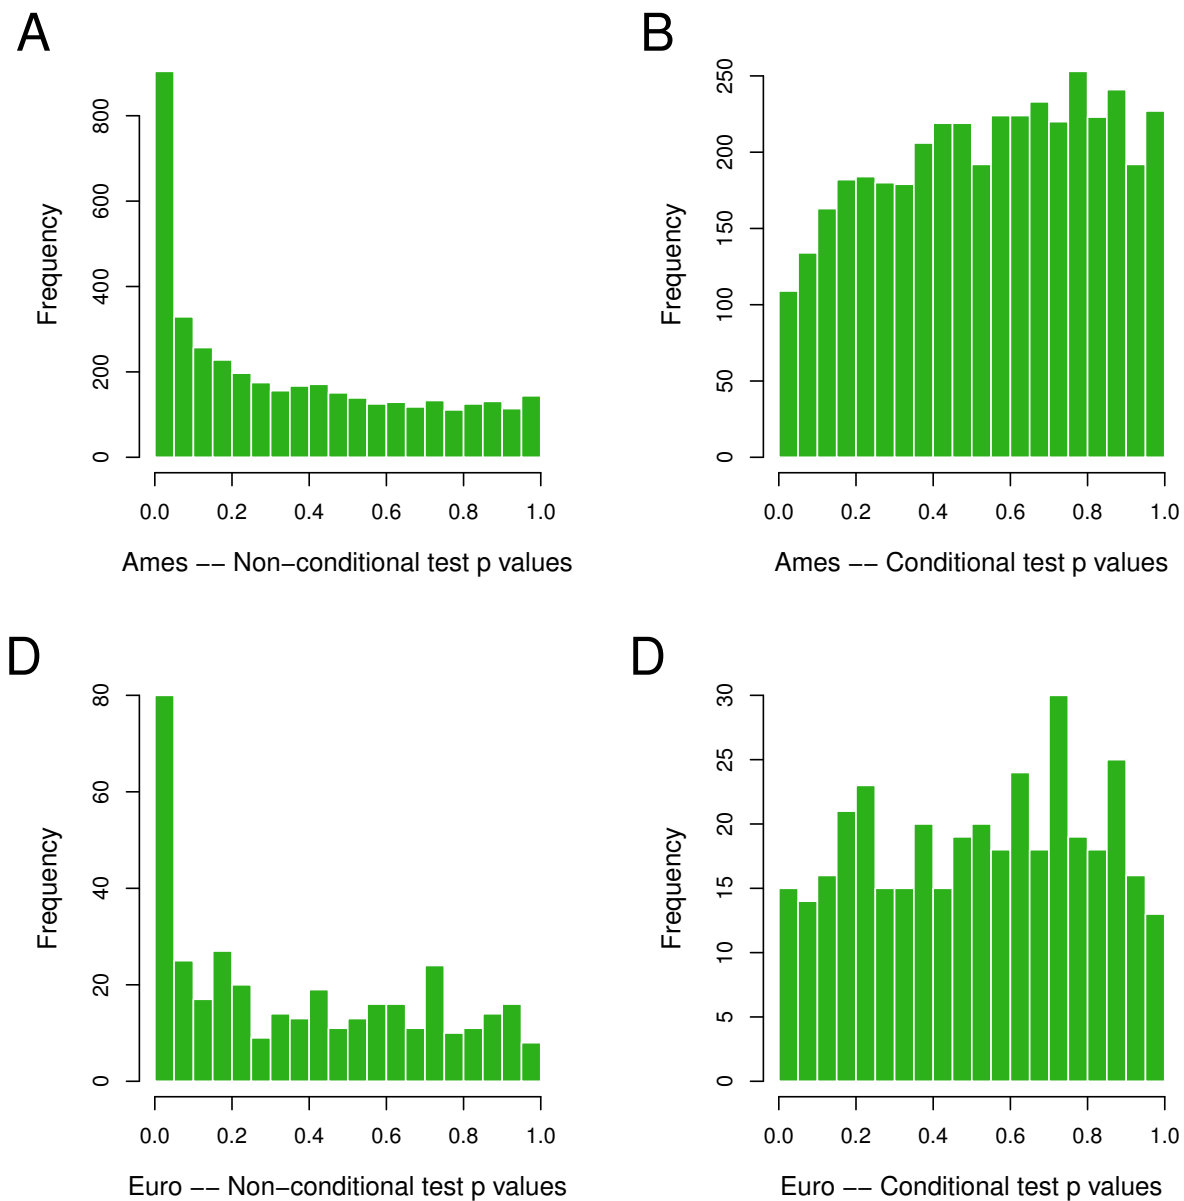 A
Frequency
0
200
400
600
800
0.0 0.2 0.4 0.6 0.8 1.0
Ames −− Non−conditional test p values
B
Frequency
0
50
100
150
200
250
0.0 0.2 0.4 0.6 0.8 1.0
Ames −− Conditional test p values
D
Frequency
0
20
40
60
80
0.0 0.2 0.4 0.6 0.8 1.0
Euro −− Non−conditional test p values
D
Frequency
0
5
10
15
20
25
30
0.0 0.2 0.4 0.6 0.8 1.0
Euro −− Conditional test p values